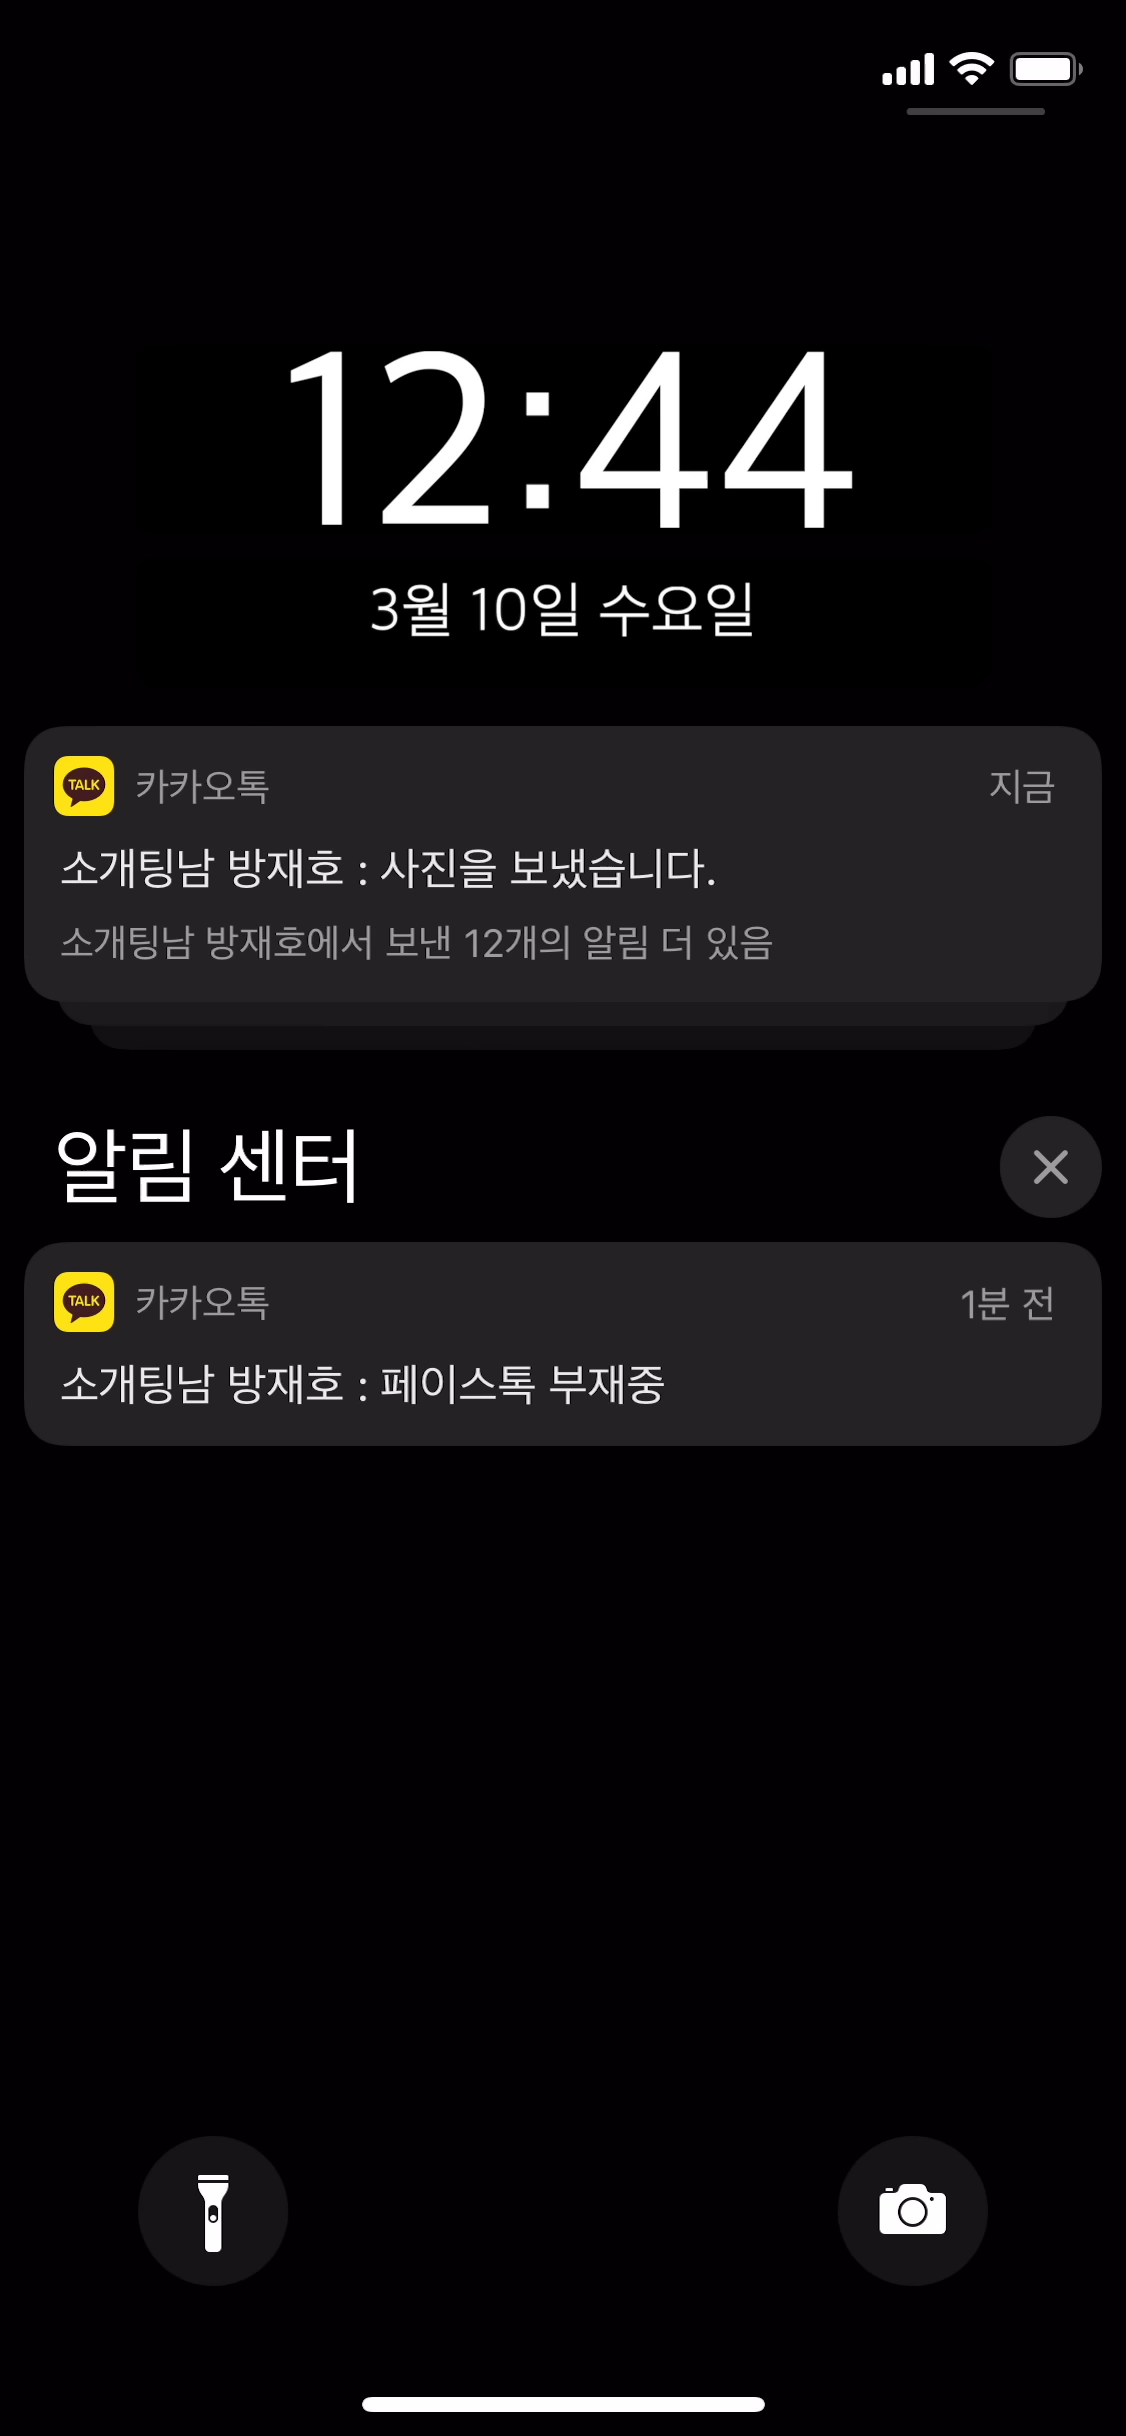 12:44
3월 10일 수요일
TALK 카카오톡 지금
소개팅남 방재호 : 사진을 보냈습니다.
소개팅남 방재호에서 보낸 12개의 알림 더 있음
알림 센터
TALK 카카오톡 1분 전
소개팅남 방재호 : 페이스톡 부재중